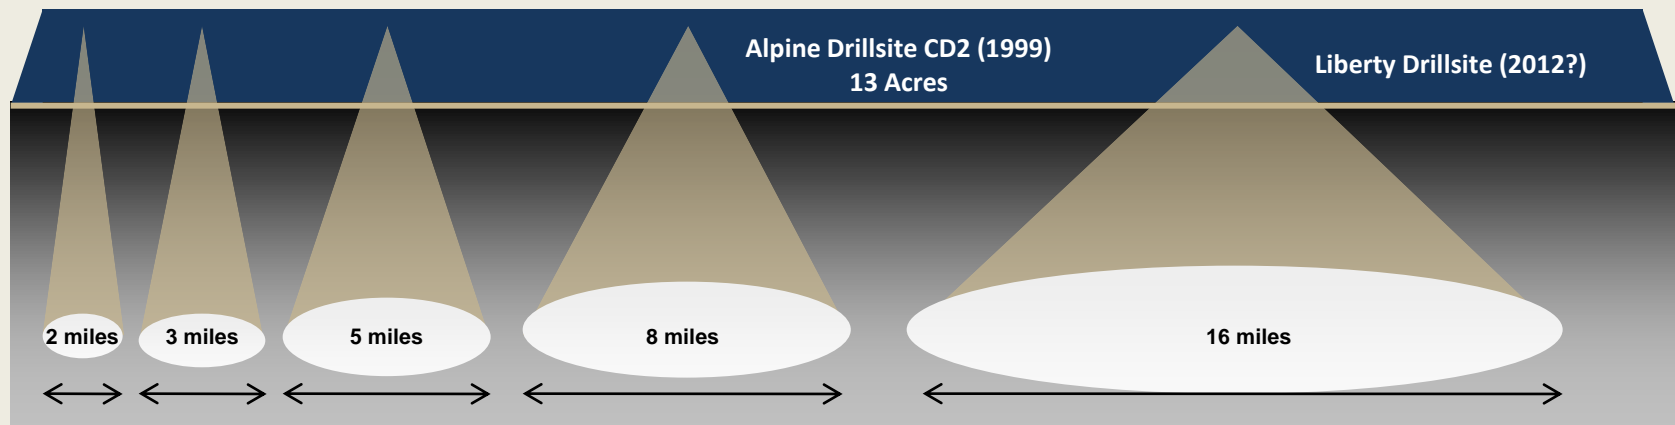 Alpine Drillsite CD2 (1999)
13 Acres
Liberty Drillsite (2012?)
2 miles
3 miles
5 miles
8 miles
16 miles